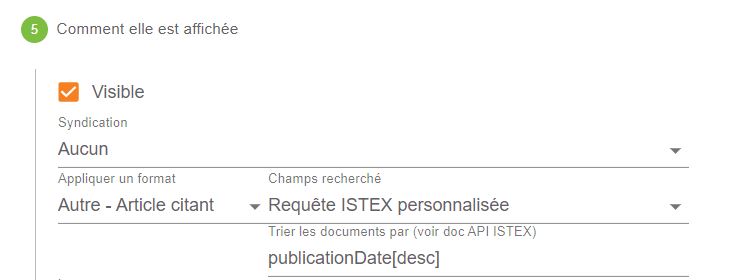 5 Comment elle est affichée
Visible
Syndication
Aucun
Appliquer un format Champs recherché
Autre - Article citant Requête ISTEX personnalisée
Trier les documents par (voir doc API ISTEX)
publicationDate[desc]